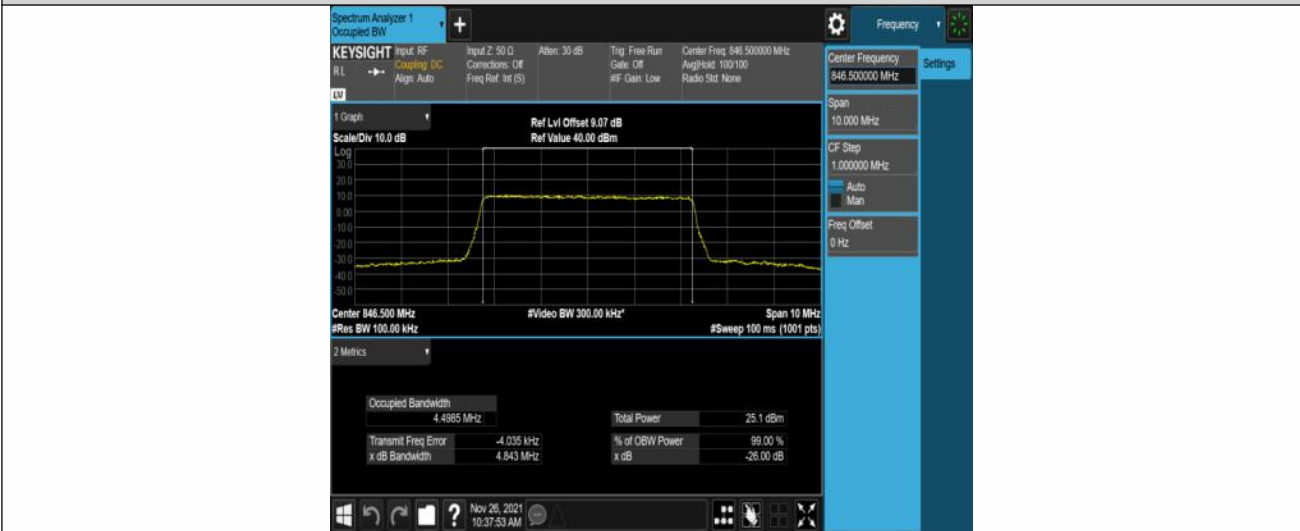 Spectrum Analyzer 1
Occupied BW
+
Frequency
KEYSIGHT Input: RF Input Z: 50 Ω Atten: 30 dB Trig: Free Run Center Freq: 846.500000 MHz
RL Coupling: DC Corrections: Off Gate: Off Avg|Hold: 100/100
Align: Auto Freq Ref: Int (S) #IF Gain: Low Radio Std: None
LV
Center Frequency
846.500000 MHz
Settings
Span
10.000 MHz
CF Step
1.000000 MHz
Auto
Man
Freq Offset
0 Hz
1 Graph
Ref Lvl Offset 9.07 dB
Scale/Div 10.0 dB Ref Value 40.00 dBm
Log
30.0
20.0
10.0
0.00
-10.0
-20.0
-30.0
-40.0
-50.0
Center 846.500 MHz #Video BW 300.00 kHz* Span 10 MHz
#Res BW 100.00 kHz #Sweep 100 ms (1001 pts)
2 Metrics
Occupied Bandwidth
4.4985 MHz
Total Power 25.1 dBm
Transmit Freq Error -4.035 kHz % of OBW Power 99.00 %
x dB Bandwidth 4.843 MHz x dB -26.00 dB
?
Nov 26, 2021
10:37:53 AM